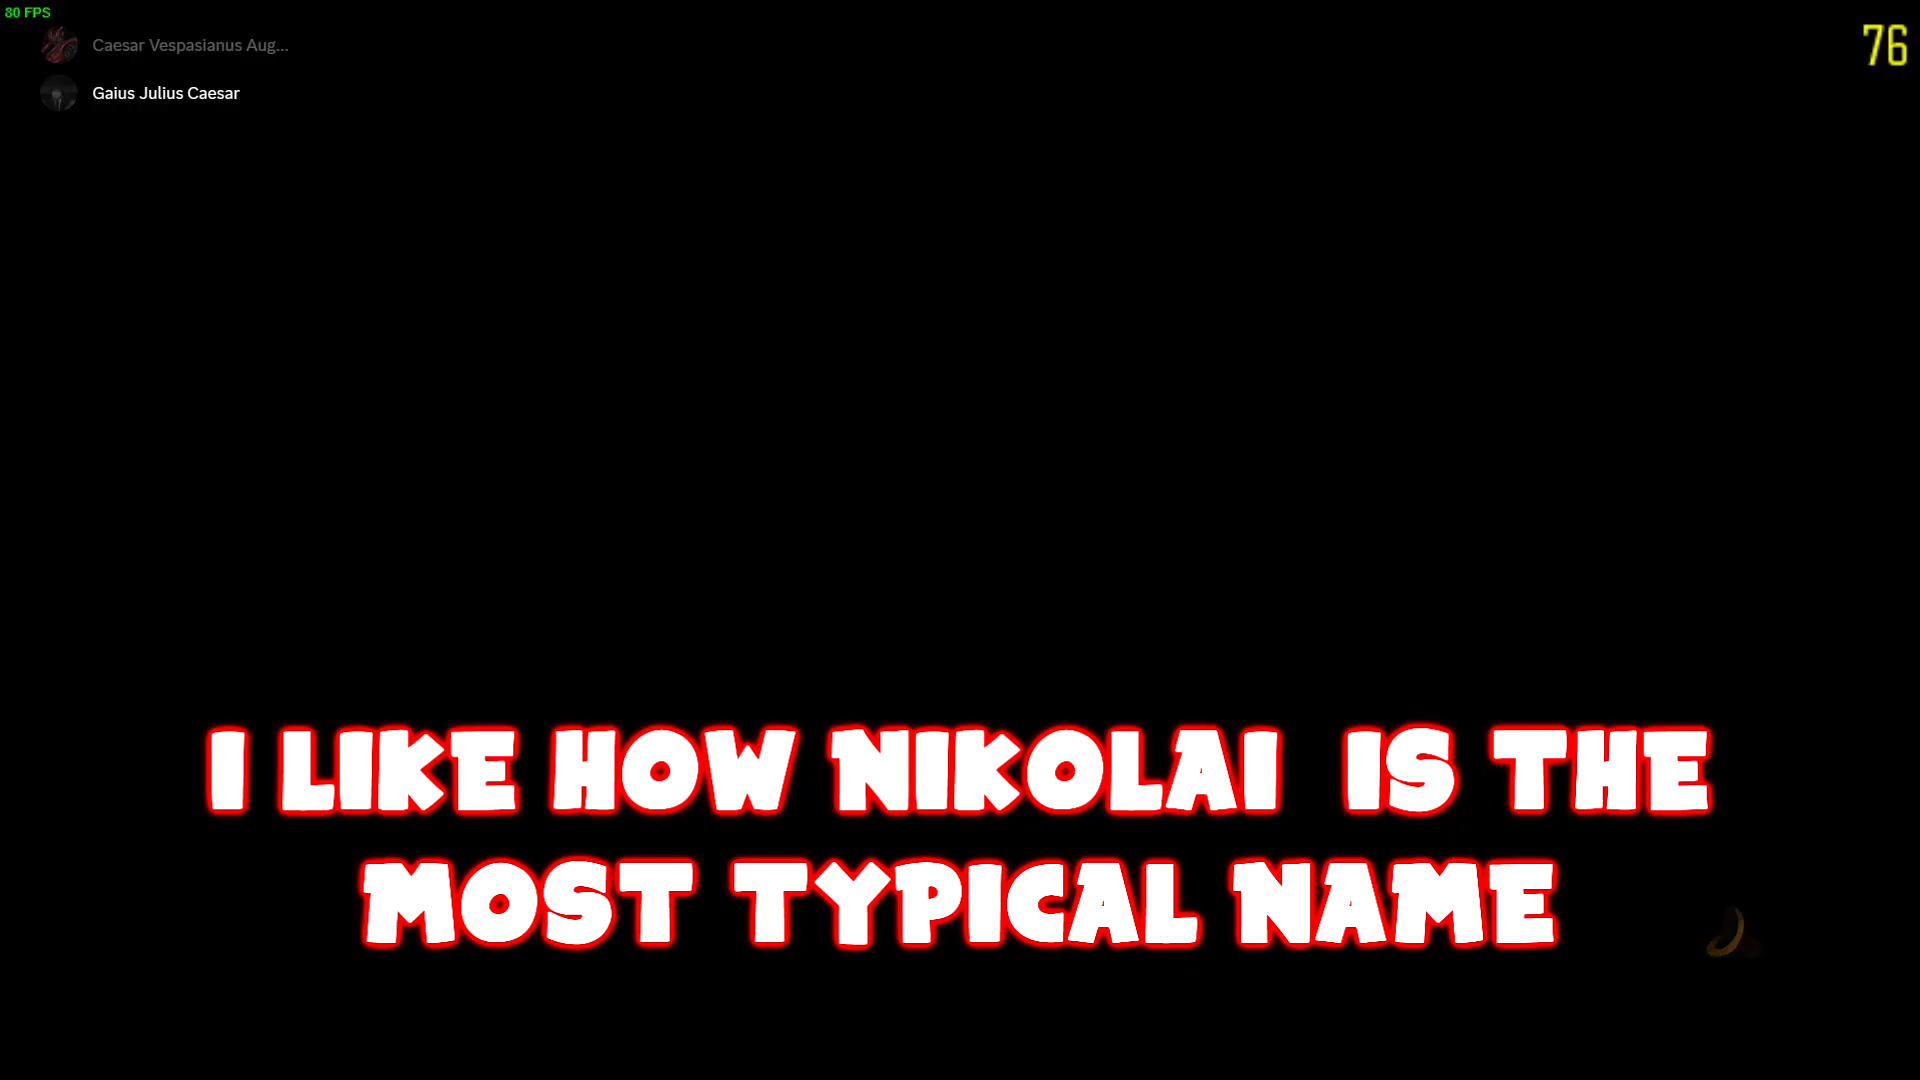 80 FPS
76
Caesar Vespasianus Aug...
Gaius Julius Caesar
I LIKE HOW NIKOLAI IS THE
MOST TYPICAL NAME